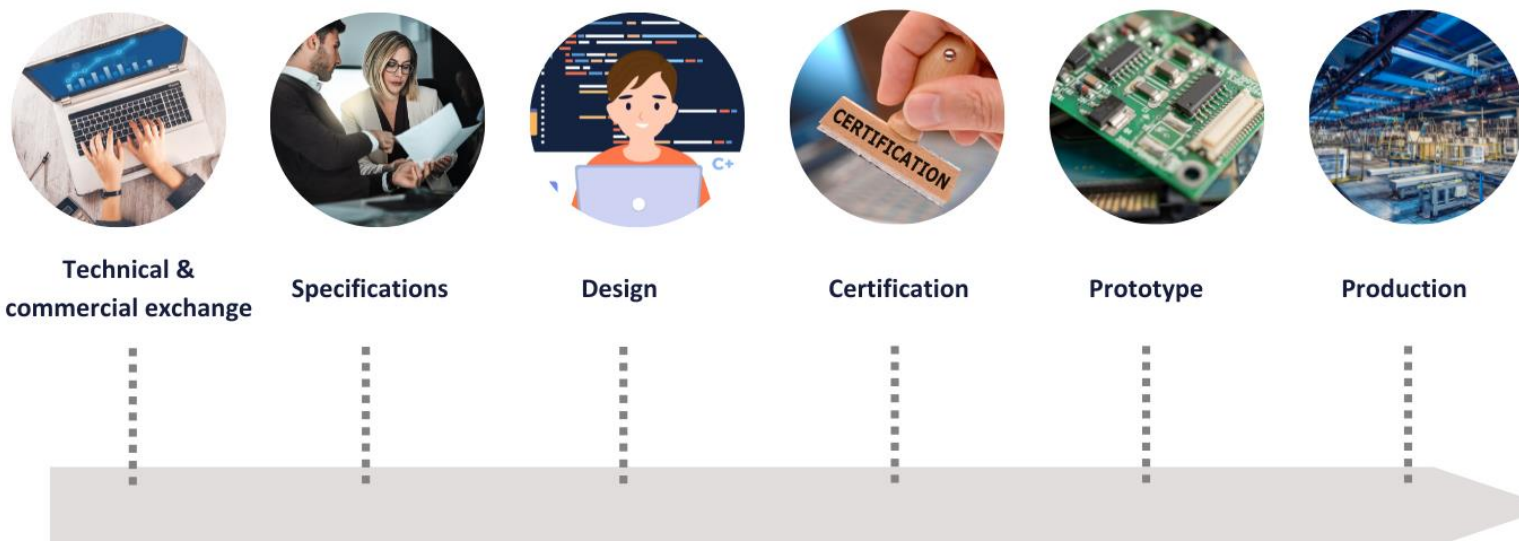 C+
CERTIFICATION
Technical &
commercial exchange
Specifications
Design
Certification
Prototype
Production